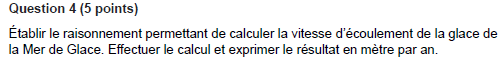 Question 4 (5 points)
Établir le raisonnement permettant de calculer la vitesse d'écoulement de la glace de
la Mer de Glace. Effectuer le calcul et exprimer le résultat en mètre par an.